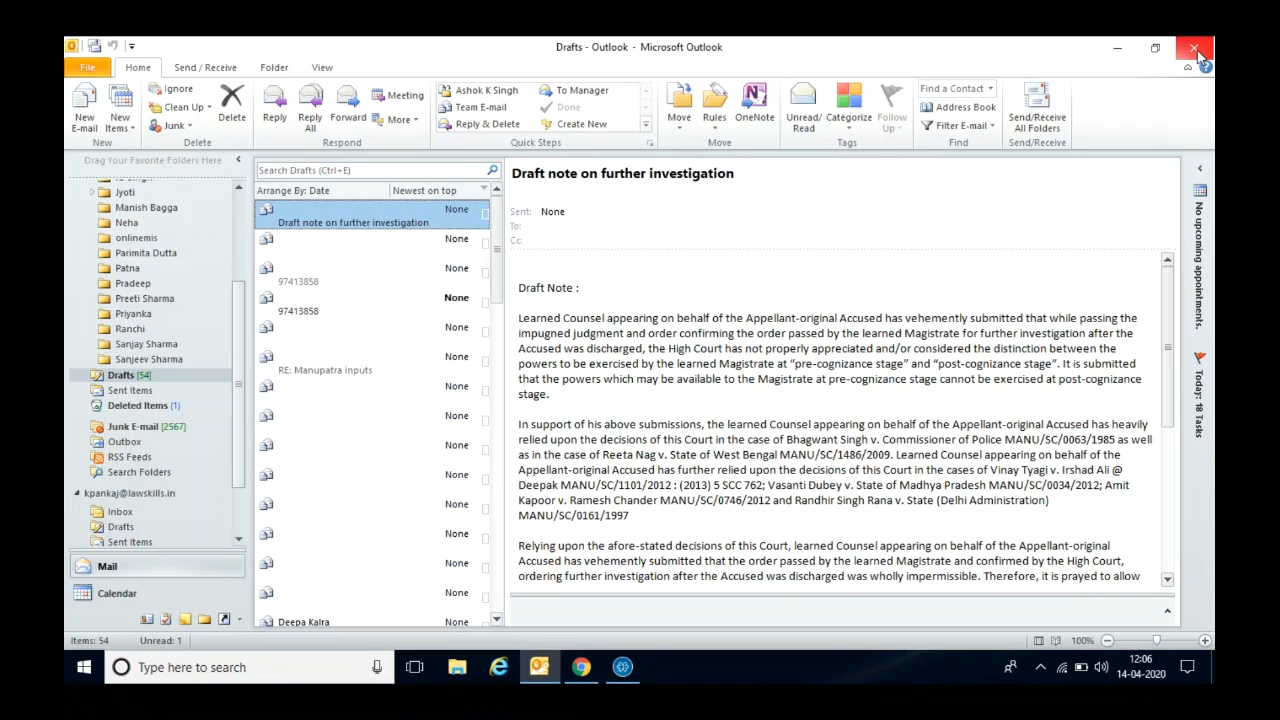 Drafts - Outlook - Microsoft Outlook
File
Home
Send / Receive
Folder
View
New E-mail
New Items
New
Ignore
Clean Up
Junk
Delete
Delete
Reply
Reply All
Forward
Meeting
More
Respond
Ashok K Singh
Team E-mail
Reply & Delete
To Manager
Done
Create New
Quick Steps
Move
Rules
OneNote
Move
Unread/ Read
Categorize
Follow Up
Tags
Find a Contact
Address Book
Filter E-mail
Find
Send/Receive All Folders
Send/Receive
Drag Your Favorite Folders Here
Jyoti
Manish Bagga
Neha
onlinemis
Parimita Dutta
Patna
Pradeep
Preeti Sharma
Priyanka
Ranchi
Sanjay Sharma
Sanjeev Sharma
Drafts [54]
Sent Items
Deleted Items (1)
Junk E-mail [2567]
Outbox
RSS Feeds
Search Folders
kpankaj@lawskills.in
Inbox
Drafts
Sent Items
Mail
Calendar
Search Drafts (Ctrl+E)
Arrange By: Date
Newest on top
None
Draft note on further investigation
None
None
97413858
None
97413858
None
None
RE: Manupatra inputs
None
None
None
None
None
None
None
None
Deepa Kalra
None
Draft note on further investigation
Sent: None
To:
Cc:
Draft Note :
Learned Counsel appearing on behalf of the Appellant-original Accused has vehemently submitted that while passing the
impugned judgment and order confirming the order passed by the learned Magistrate for further investigation after the
Accused was discharged, the High Court has not properly appreciated and/or considered the distinction between the
powers to be exercised by the learned Magistrate at “pre-cognizance stage” and “post-cognizance stage”. It is submitted
that the powers which may be available to the Magistrate at pre-cognizance stage cannot be exercised at post-cognizance
stage.
In support of his above submissions, the learned Counsel appearing on behalf of the Appellant-original Accused has heavily
relied upon the decisions of this Court in the case of Bhagwant Singh v. Commissioner of Police MANU/SC/0063/1985 as well
as in the case of Reeta Nag v. State of West Bengal MANU/SC/1486/2009. Learned Counsel appearing on behalf of the
Appellant-original Accused has further relied upon the decisions of this Court in the cases of Vinay Tyagi v. Irshad Ali @
Deepak MANU/SC/1101/2012 : (2013) 5 SCC 762; Vasanti Dubey v. State of Madhya Pradesh MANU/SC/0034/2012; Amit
Kapoor v. Ramesh Chander MANU/SC/0746/2012 and Randhir Singh Rana v. State (Delhi Administration)
MANU/SC/0161/1997
Relying upon the afore-stated decisions of this Court, learned Counsel appearing on behalf of the Appellant-original
Accused has vehemently submitted that the order passed by the learned Magistrate and confirmed by the High Court,
ordering further investigation after the Accused was discharged was wholly impermissible. Therefore, it is prayed to allow
No upcoming appointments.
Today: 18 Tasks
Items: 54
Unread: 1
100%
Type here to search
12:06
14-04-2020